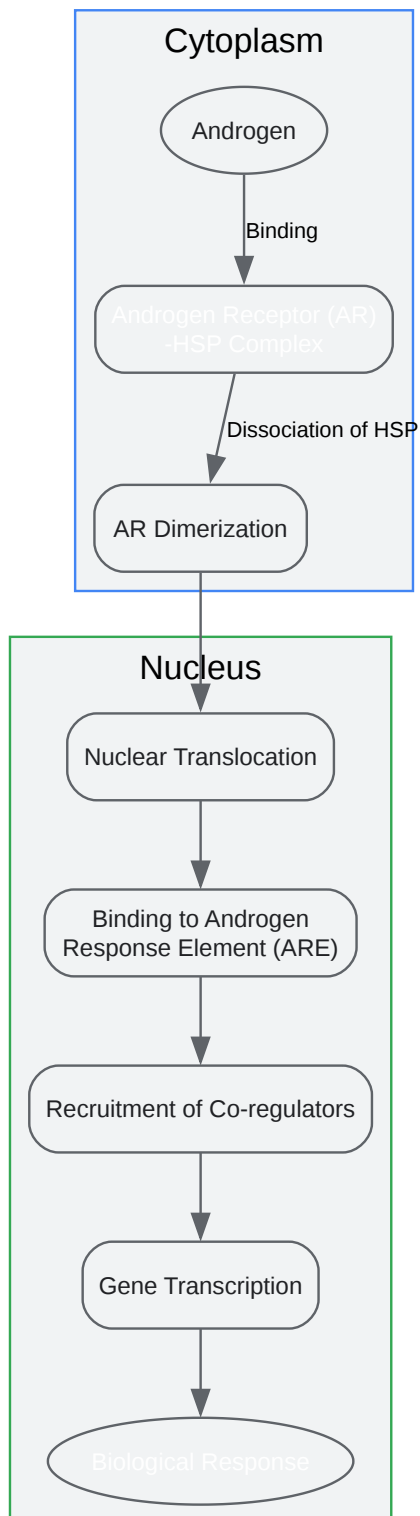 Cytoplasm
Androgen
Binding
Androgen Receptor (AR)
-HSP Complex
Dissociation of HSP
AR Dimerization
Nucleus
Nuclear Translocation
Binding to Androgen
Response Element (ARE)
Recruitment of Co-regulators
Gene Transcription
Biological Response